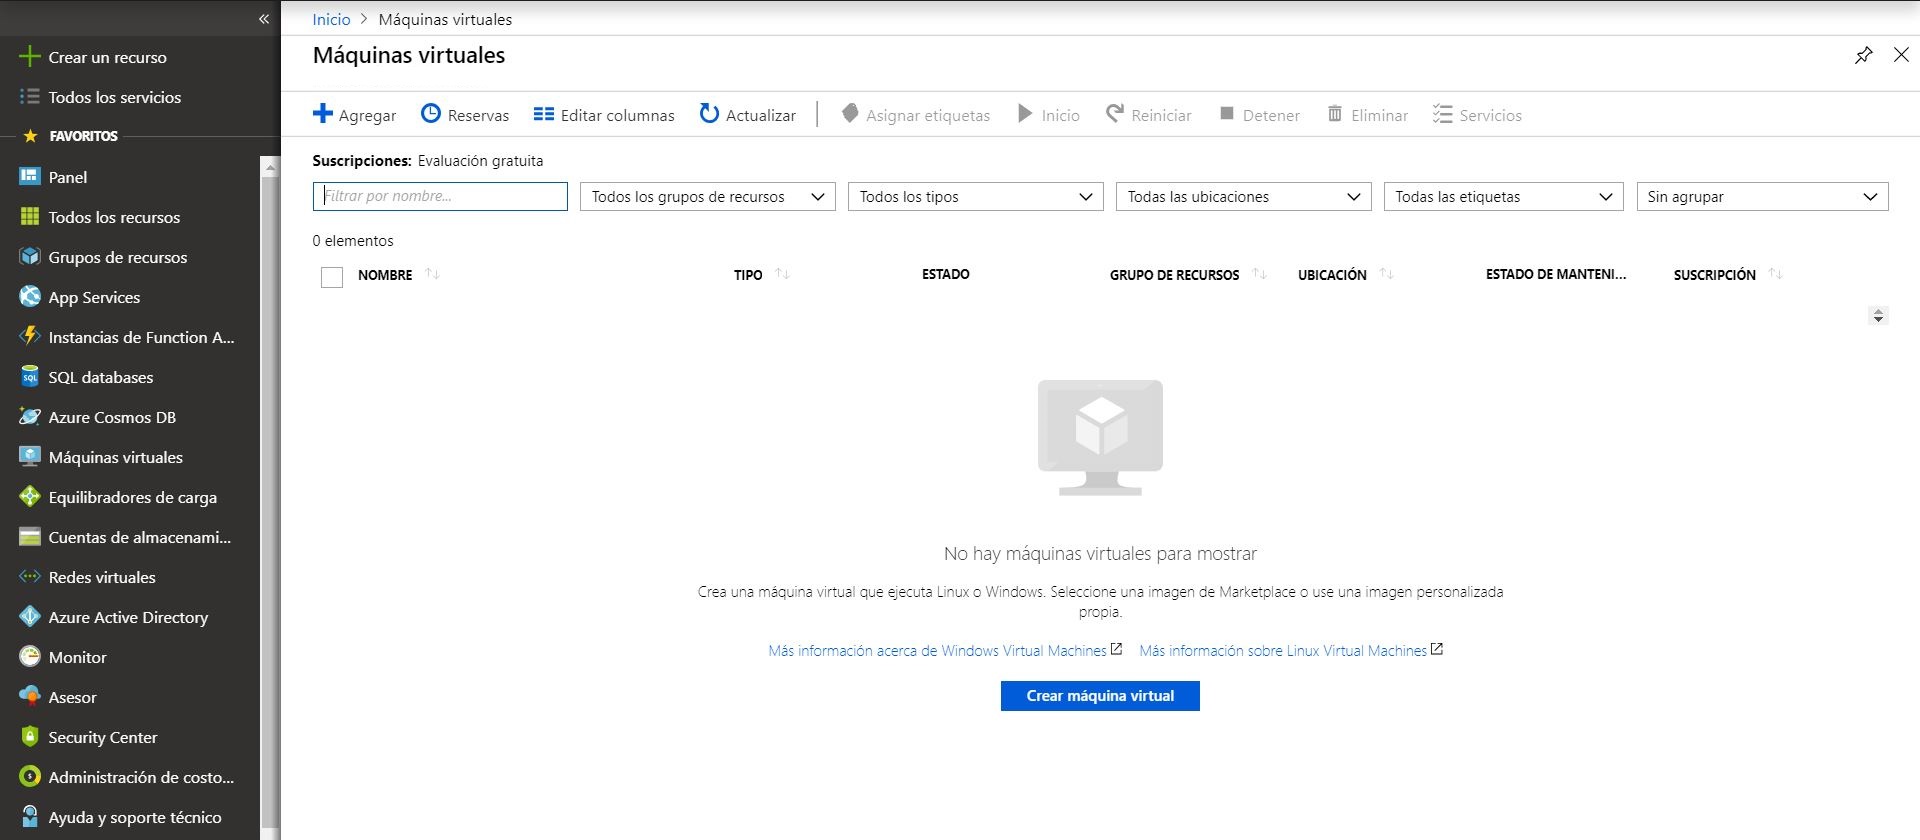 Crear un recurso
Todos los servicios
FAVORITOS
Panel
Todos los recursos
Grupos de recursos
App Services
Instancias de Function A...
SQL databases
Azure Cosmos DB
Máquinas virtuales
Equilibradores de carga
Cuentas de almacenami...
Redes virtuales
Azure Active Directory
Monitor
Asesor
Security Center
Administración de costo...
Ayuda y soporte técnico
Inicio > Máquinas virtuales
Máquinas virtuales
Agregar Reservas Editar columnas Actualizar Asignar etiquetas Inicio Reiniciar Detener Eliminar Servicios
Suscripciones: Evaluación gratuita
Filtrar por nombre... Todos los grupos de recursos Todos los tipos Todas las ubicaciones Todas las etiquetas Sin agrupar
0 elementos
NOMBRE TIPO ESTADO GRUPO DE RECURSOS UBICACIÓN ESTADO DE MANTENI... SUSCRIPCIÓN
No hay máquinas virtuales para mostrar
Crea una máquina virtual que ejecuta Linux o Windows. Seleccione una imagen de Marketplace o use una imagen personalizada
propia.
Más información acerca de Windows Virtual Machines Más información sobre Linux Virtual Machines
Crear máquina virtual